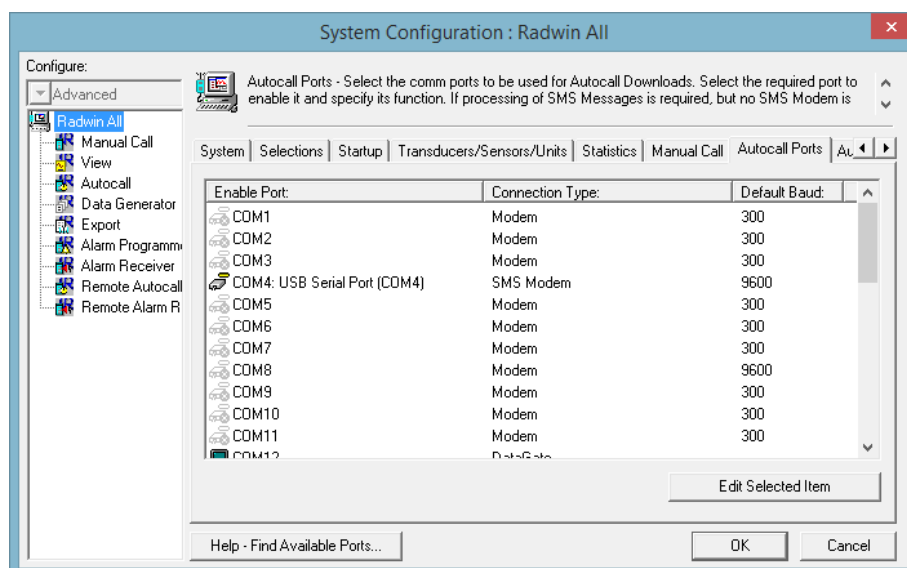 System Configuration : Radwin All
Configure:
Advanced
Radwin All
Manual Call
View
Autocall
Data Generator
Export
Alarm Programm
Alarm Receiver
Remote Autocall
Remote Alarm R
Autocall Ports - Select the comm ports to be used for Autocall Downloads. Select the required port to
enable it and specify its function. If processing of SMS Messages is required, but no SMS Modem is
System Selections Startup Transducers/Sensors/Units Statistics Manual Call Autocall Ports Au
Enable Port: Connection Type: Default Baud:
COM1 Modem 300
COM2 Modem 300
COM3 Modem 300
COM4: USB Serial Port (COM4) SMS Modem 9600
COM5 Modem 300
COM6 Modem 300
COM7 Modem 300
COM8 Modem 9600
COM9 Modem 300
COM10 Modem 300
COM11 Modem 300
COM12 DataGate
Edit Selected Item
Help - Find Available Ports... OK Cancel